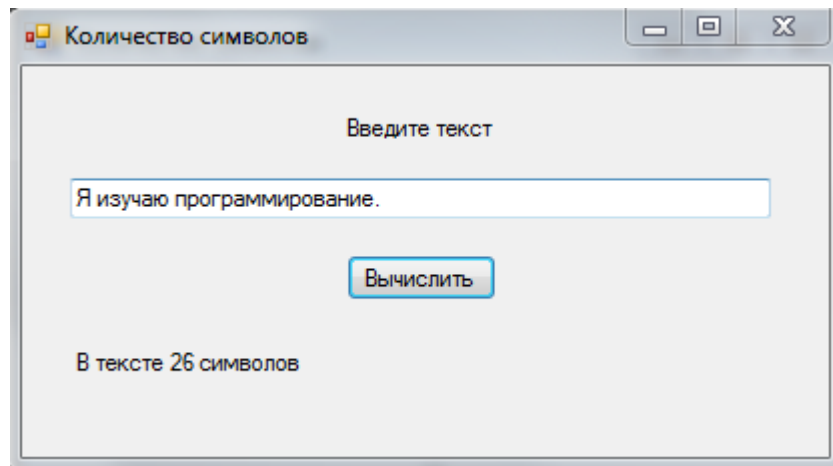 Количество символов
Введите текст
Я изучаю программирование.
Вычислить
В тексте 26 символов